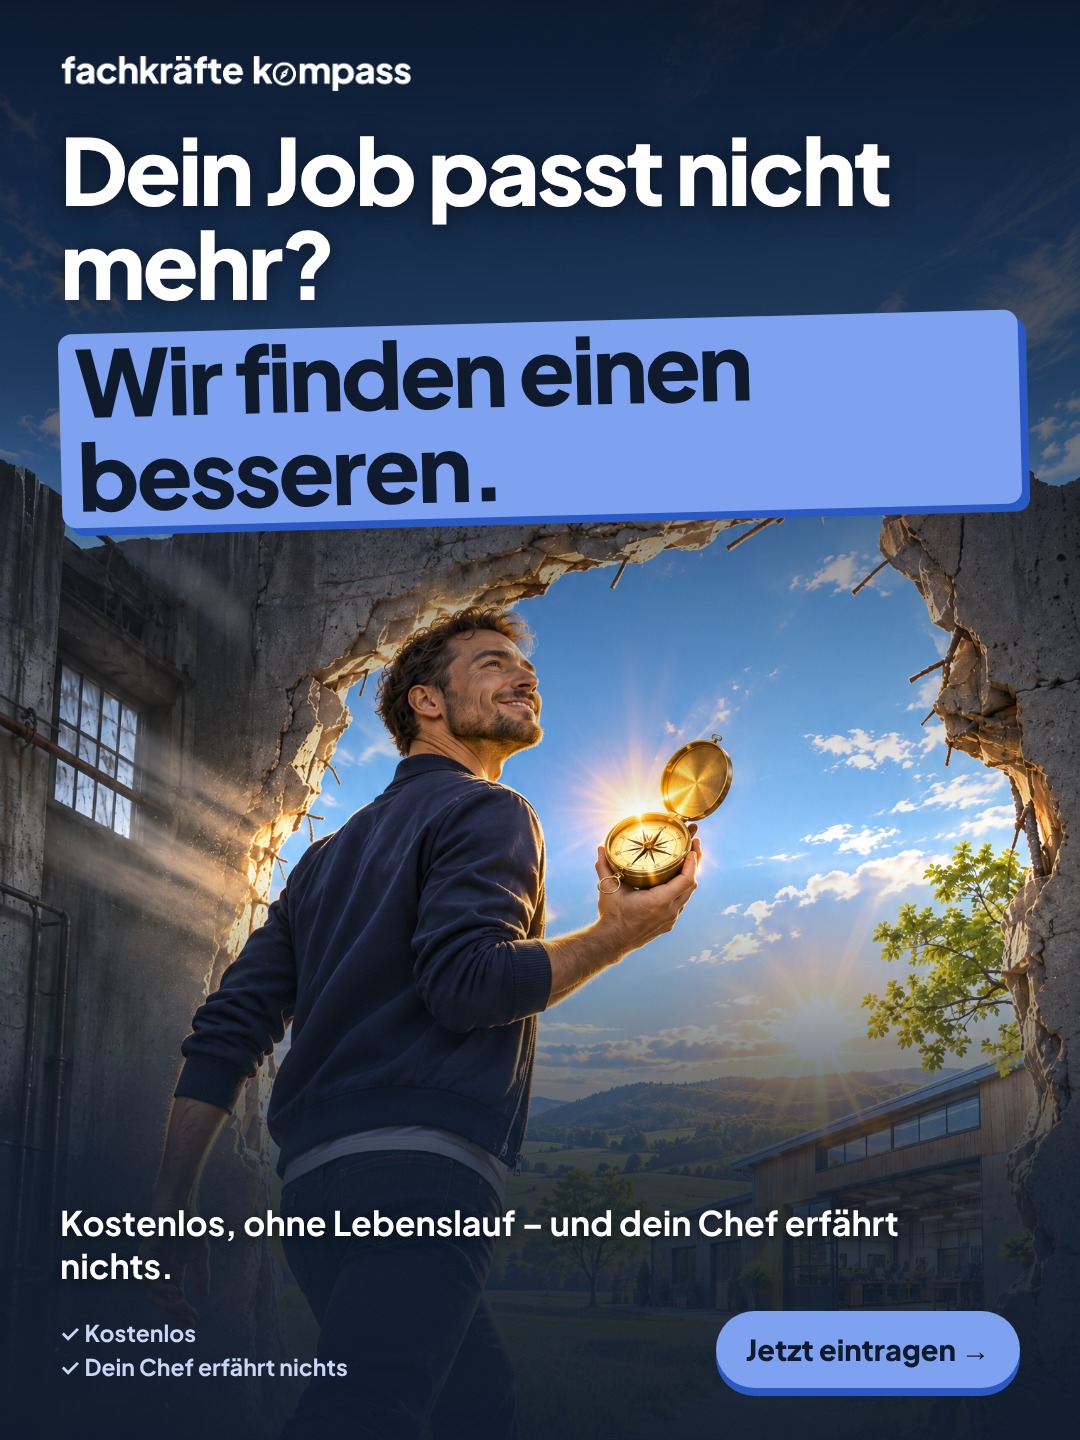 fachkräfte kompass
Dein Job passt nicht
mehr?
Wir finden einen
besseren.
Kostenlos, ohne Lebenslauf – und dein Chef erfährt
nichts.
✓ Kostenlos
✓ Dein Chef erfährt nichts
Jetzt eintragen →